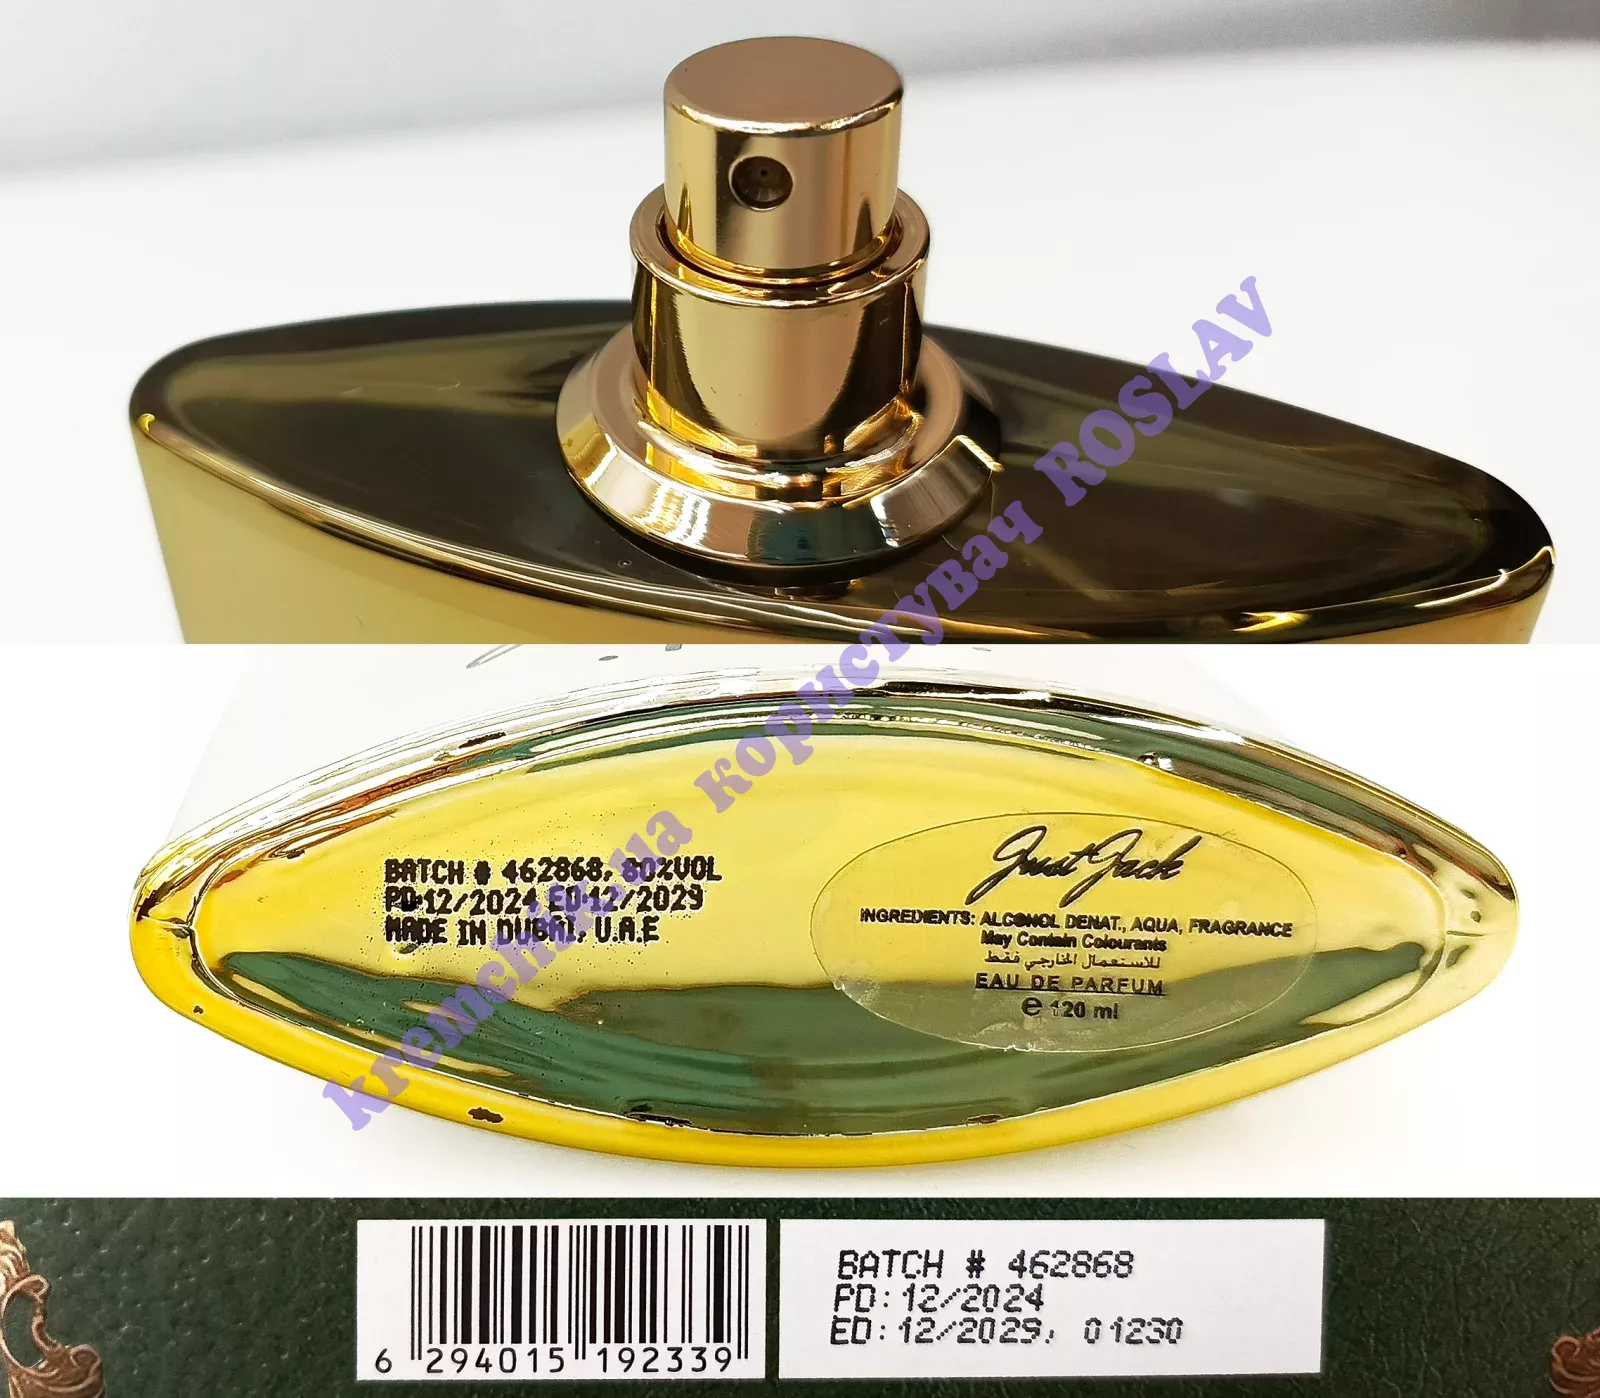 kremchik.ua користувач ROSLAV
BATCH # 462868, 80%VOL
PD:12/2024 ED:12/2029
MADE IN DUBAI, U.A.E
Just Jack
INGREDIENTS: ALCOHOL DENAT., AQUA, FRAGRANCE
May Contain Colourants
للاستعمال الخارجي فقط
EAU DE PARFUM
e 120 ml
6 294015 192339
BATCH # 462868
PD: 12/2024
ED: 12/2029, 01230